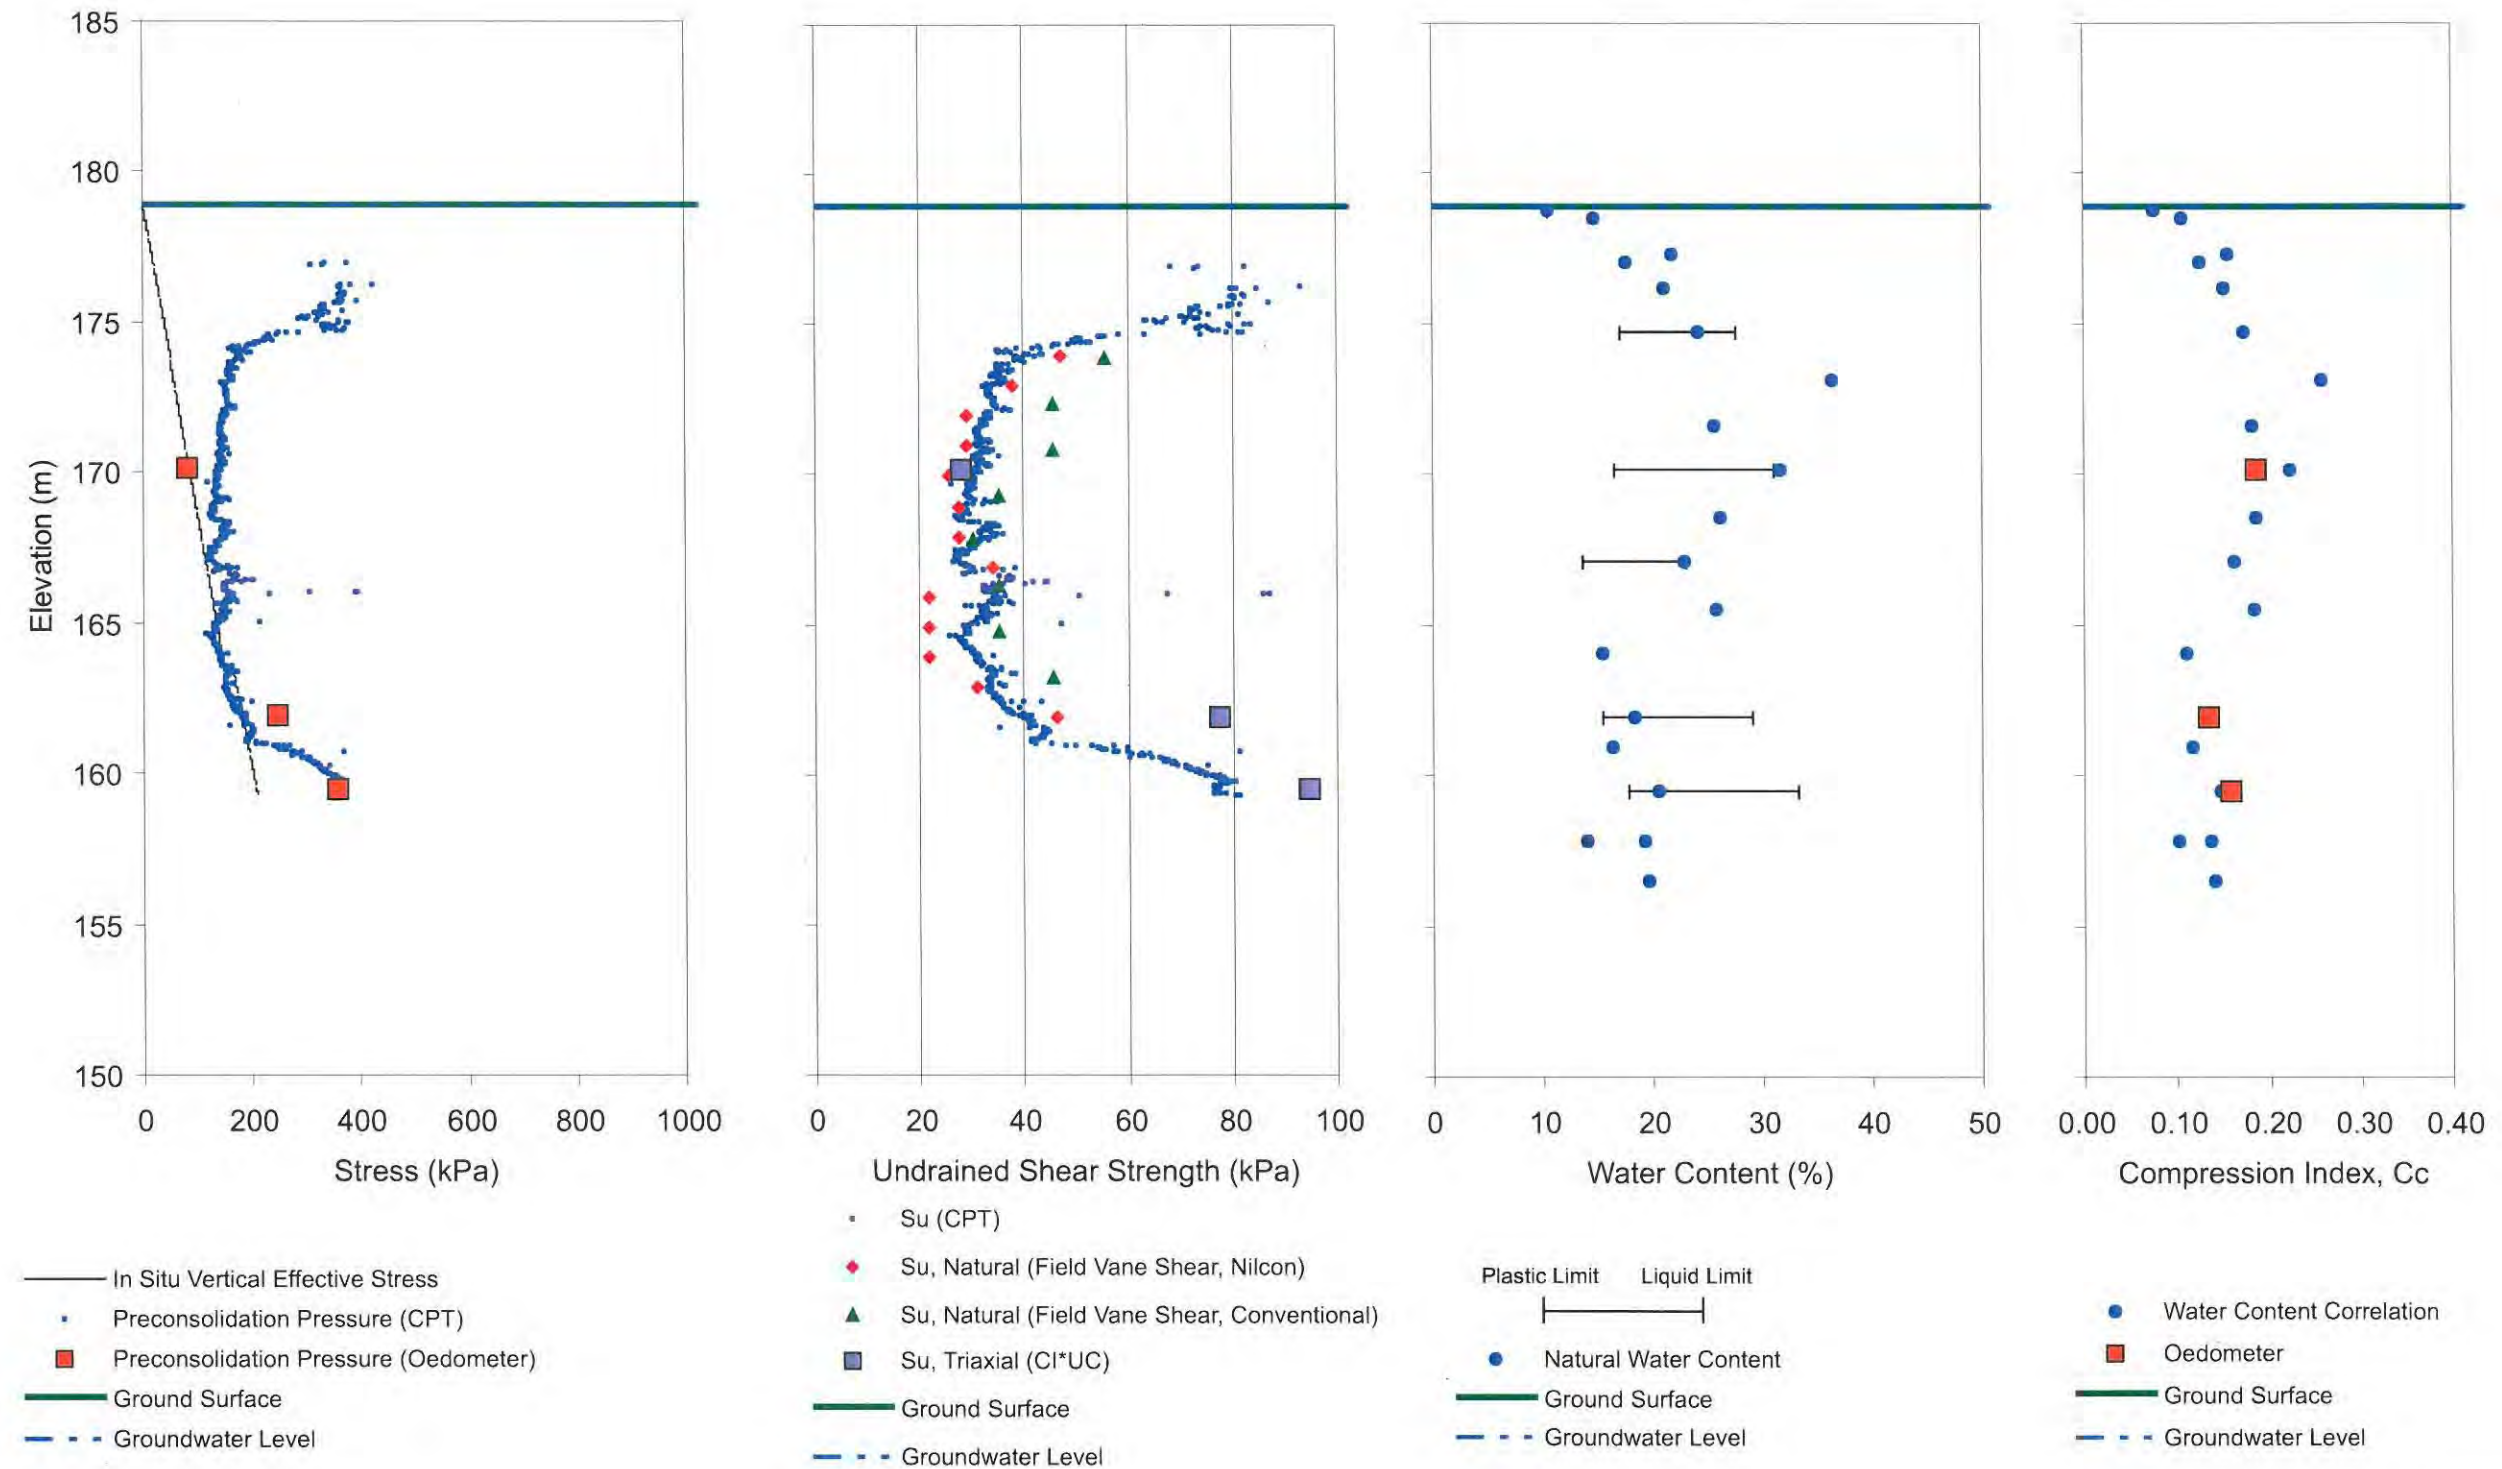 185
180
175
170
165
160
155
150
Elevation (m)
0 200 400 600 800 1000
Stress (kPa)
In Situ Vertical Effective Stress
Preconsolidation Pressure (CPT)
Preconsolidation Pressure (Oedometer)
Ground Surface
Groundwater Level
0 20 40 60 80 100
Undrained Shear Strength (kPa)
Su (CPT)
Su, Natural (Field Vane Shear, Nilcon)
Su, Natural (Field Vane Shear, Conventional)
Su, Triaxial (CI*UC)
Ground Surface
Groundwater Level
0 10 20 30 40 50
Water Content (%)
Plastic Limit Liquid Limit
Natural Water Content
Ground Surface
Groundwater Level
0.00 0.10 0.20 0.30 0.40
Compression Index, Cc
Water Content Correlation
Oedometer
Ground Surface
Groundwater Level